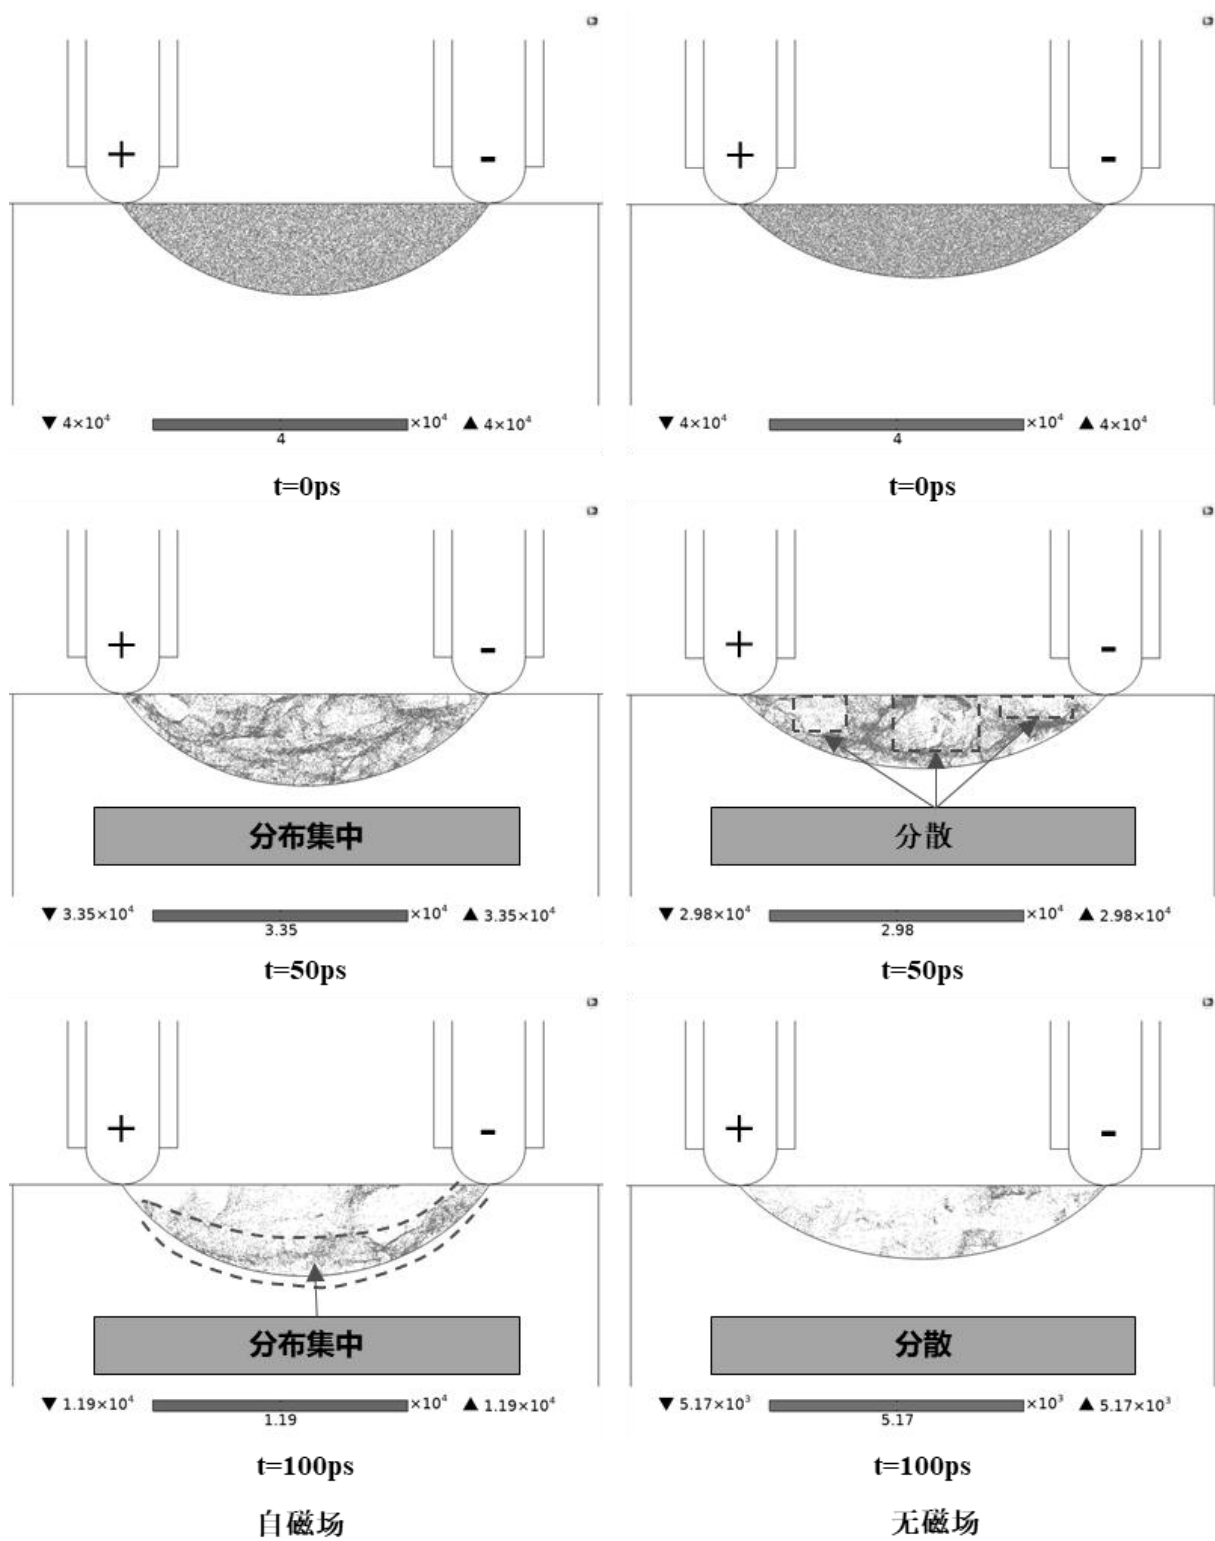 + - + -
▼ 4×10⁴ ×10⁴ ▲ 4×10⁴ ▼ 4×10⁴ ×10⁴ ▲ 4×10⁴
4 4
t=0ps t=0ps
+ - + -
分布集中 分散
▼ 3.35×10⁴ ×10⁴ ▲ 3.35×10⁴ ▼ 2.98×10⁴ ×10⁴ ▲ 2.98×10⁴
3.35 2.98
t=50ps t=50ps
+ - + -
分布集中 分散
▼ 1.19×10⁴ ×10⁴ ▲ 1.19×10⁴ ▼ 5.17×10³ ×10³ ▲ 5.17×10³
1.19 5.17
t=100ps t=100ps
自磁场 无磁场